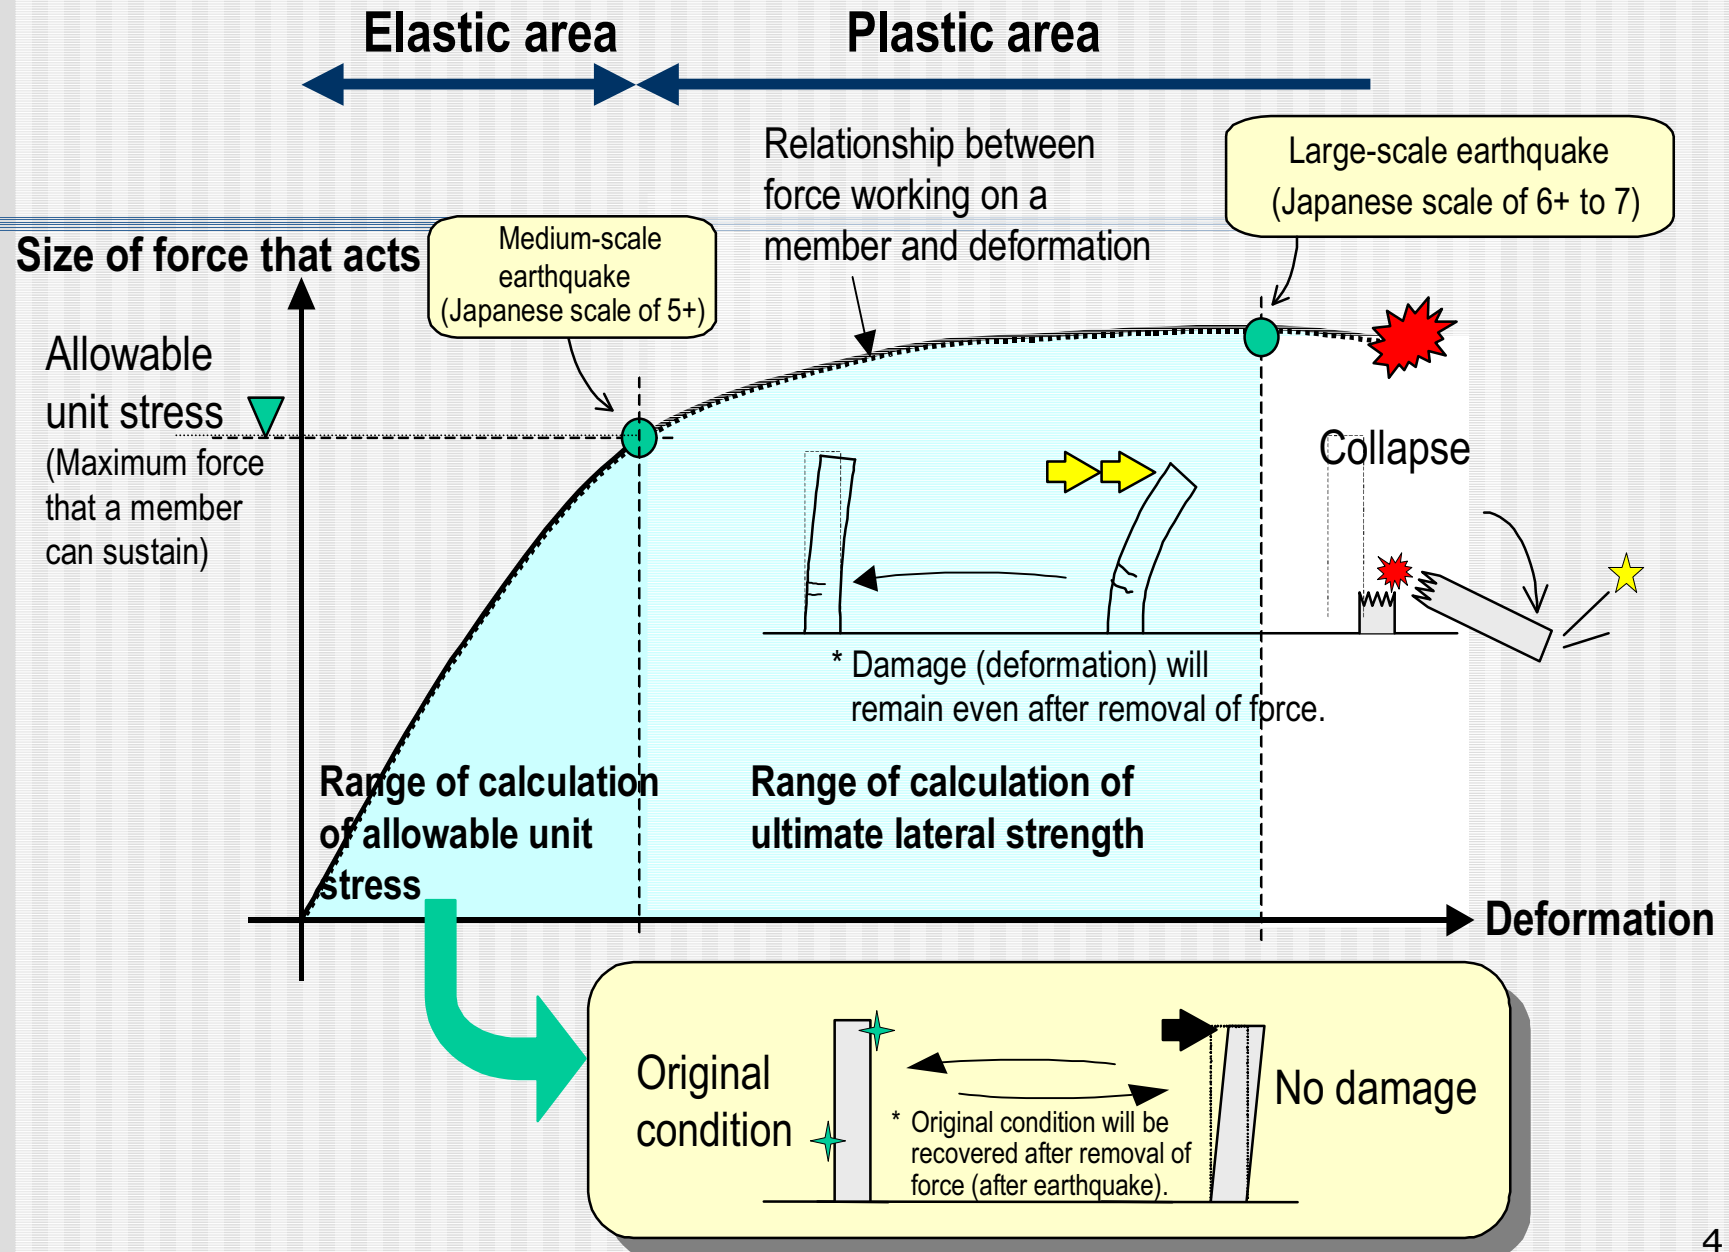 Elastic area
Plastic area
Relationship between
force working on a
member and deformation
Large-scale earthquake
(Japanese scale of 6+ to 7)
Size of force that acts
Medium-scale
earthquake
(Japanese scale of 5+)
Allowable
unit stress
(Maximum force
that a member
can sustain)
Collapse
* Damage (deformation) will
remain even after removal of force.
Range of calculation
of allowable unit
stress
Range of calculation of
ultimate lateral strength
Deformation
Original
condition
* Original condition will be
recovered after removal of
force (after earthquake).
No damage
4